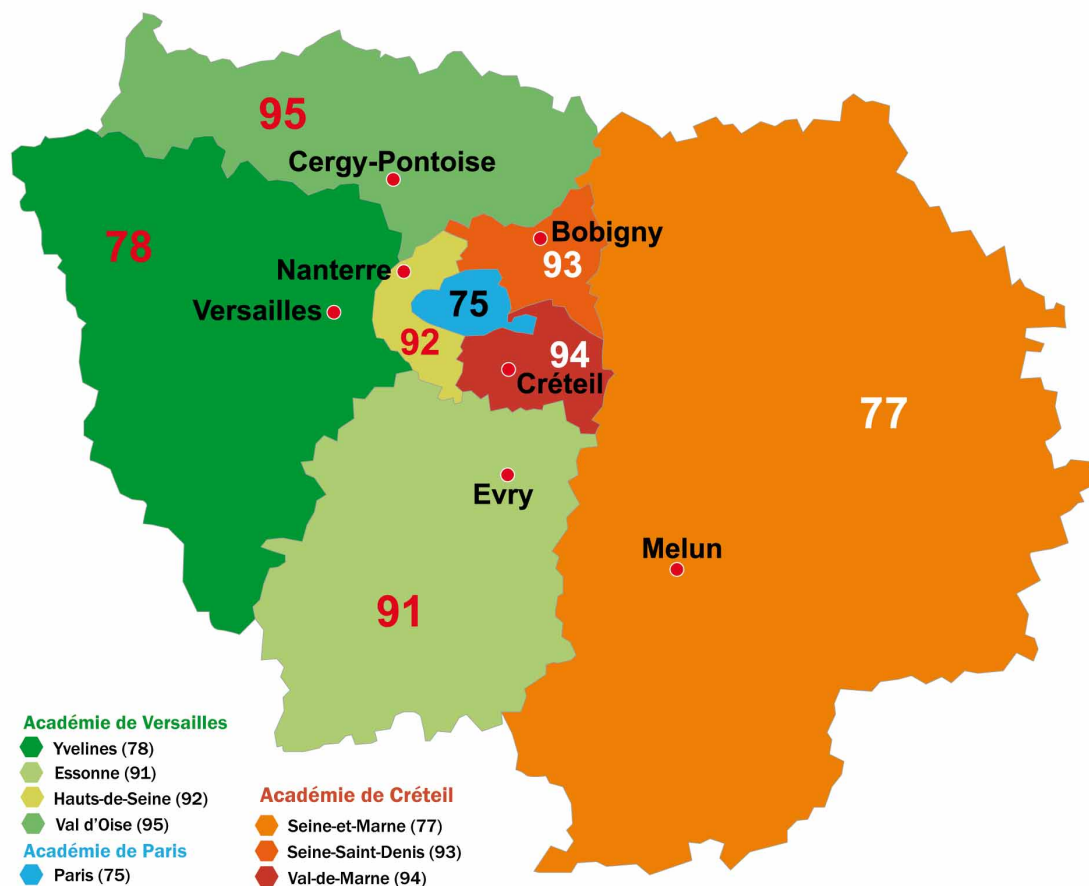 95
Cergy-Pontoise
78
Bobigny
93
Nanterre
75
Versailles
92
94
Créteil
77
Evry
Melun
91
Académie de Versailles
Yvelines (78)
Essonne (91)
Hauts-de-Seine (92)
Val d'Oise (95)
Académie de Paris
Paris (75)
Académie de Créteil
Seine-et-Marne (77)
Seine-Saint-Denis (93)
Val-de-Marne (94)